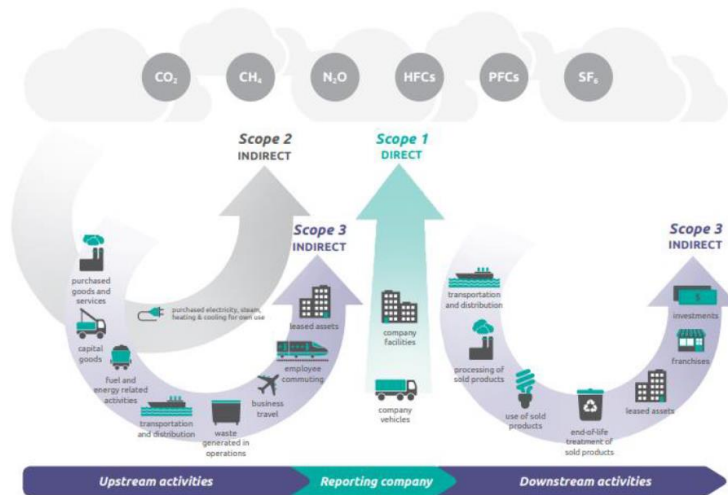 CO₂
CH₄
N₂O
HFCs
PFCs
SF₆
Scope 2
INDIRECT
Scope 1
DIRECT
Scope 3
INDIRECT
Scope 3
INDIRECT
purchased
goods and
services
capital
goods
fuel and
energy related
activities
transportation
and distribution
waste
generated in
operations
business
travel
employee
commuting
leased assets
purchased electricity, steam,
heating & cooling for own use
company
facilities
company
vehicles
transportation
and distribution
processing of
sold products
use of sold
products
end-of-life
treatment of
sold products
leased assets
franchises
$
investments
Upstream activities
Reporting company
Downstream activities